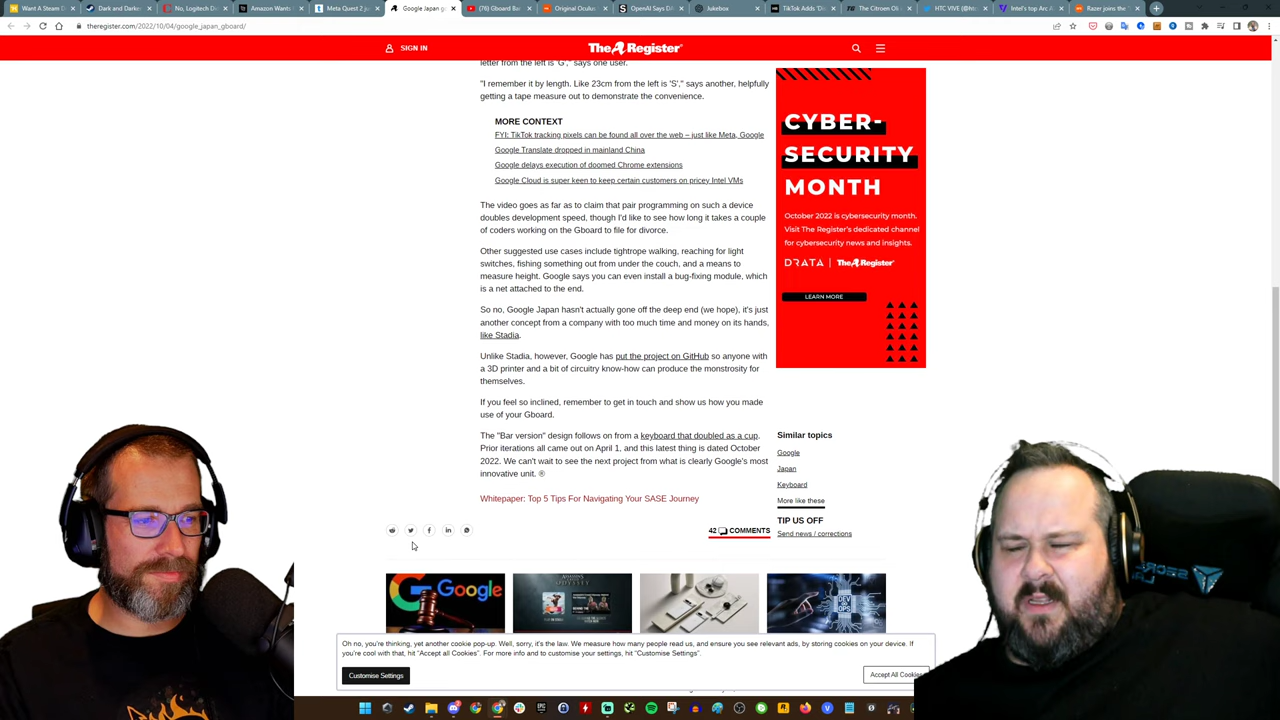 Want A Steam D
Dark and Darker
No, Logitech Di
Amazon Wants
Meta Quest 2 ju
Google Japan g
(76) Gboard Ba
Original Oculus
OpenAI Says DA
Jukebox
TikTok Adds 'Di
The Citroen Oli
HTC VIVE (@ht
Intel's top Arc A
Razer joins the
theregister.com/2022/10/04/google_japan_gboard/
SIGN IN
The Register®
letter from the left is 'G'," says one user.
"I remember it by length. Like 23cm from the left is 'S'," says another, helpfully
getting a tape measure out to demonstrate the convenience.
MORE CONTEXT
FYI: TikTok tracking pixels can be found all over the web – just like Meta, Google
Google Translate dropped in mainland China
Google delays execution of doomed Chrome extensions
Google Cloud is super keen to keep certain customers on pricey Intel VMs
The video goes as far as to claim that pair programming on such a device
doubles development speed, though I'd like to see how long it takes a couple
of coders working on the Gboard to file for divorce.
Other suggested use cases include tightrope walking, reaching for light
switches, fishing something out from under the couch, and a means to
measure height. Google says you can even install a bug-fixing module, which
is a net attached to the end.
So no, Google Japan hasn't actually gone off the deep end (we hope), it's just
another concept from a company with too much time and money on its hands,
like Stadia.
Unlike Stadia, however, Google has put the project on GitHub so anyone with
a 3D printer and a bit of circuitry know-how can produce the monstrosity for
themselves.
If you feel so inclined, remember to get in touch and show us how you made
use of your Gboard.
The "Bar version" design follows on from a keyboard that doubled as a cup.
Prior iterations all came out on April 1, and this latest thing is dated October
2022. We can't wait to see the next project from what is clearly Google's most
innovative unit. ®
Whitepaper: Top 5 Tips For Navigating Your SASE Journey
42 COMMENTS
CYBER-
SECURITY
MONTH
October 2022 is cybersecurity month.
Visit The Register's dedicated channel
for cybersecurity news and insights.
DRATA | The Register®
LEARN MORE
Similar topics
Google
Japan
Keyboard
More like these
TIP US OFF
Send news / corrections
Google
DEV
OPS
Oh no, you're thinking, yet another cookie pop-up. Well, sorry, it's the law. We measure how many people read us, and ensure you see relevant ads, by storing cookies on your device. If
you're cool with that, hit "Accept all Cookies". For more info and to customise your settings, hit "Customise Settings".
Customise Settings
Accept All Cookies